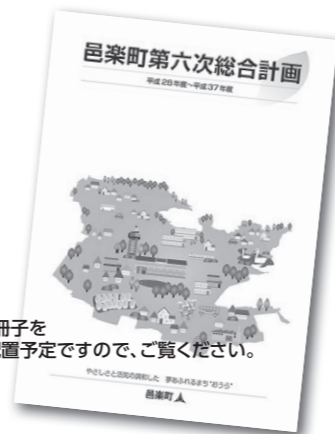 邑楽町第六次総合計画
平成28年度~平成37年度
冊子を
置予定ですので、ご覧ください。
やさしさと活気の調和した 夢あふれるまち“おうら”
邑楽町